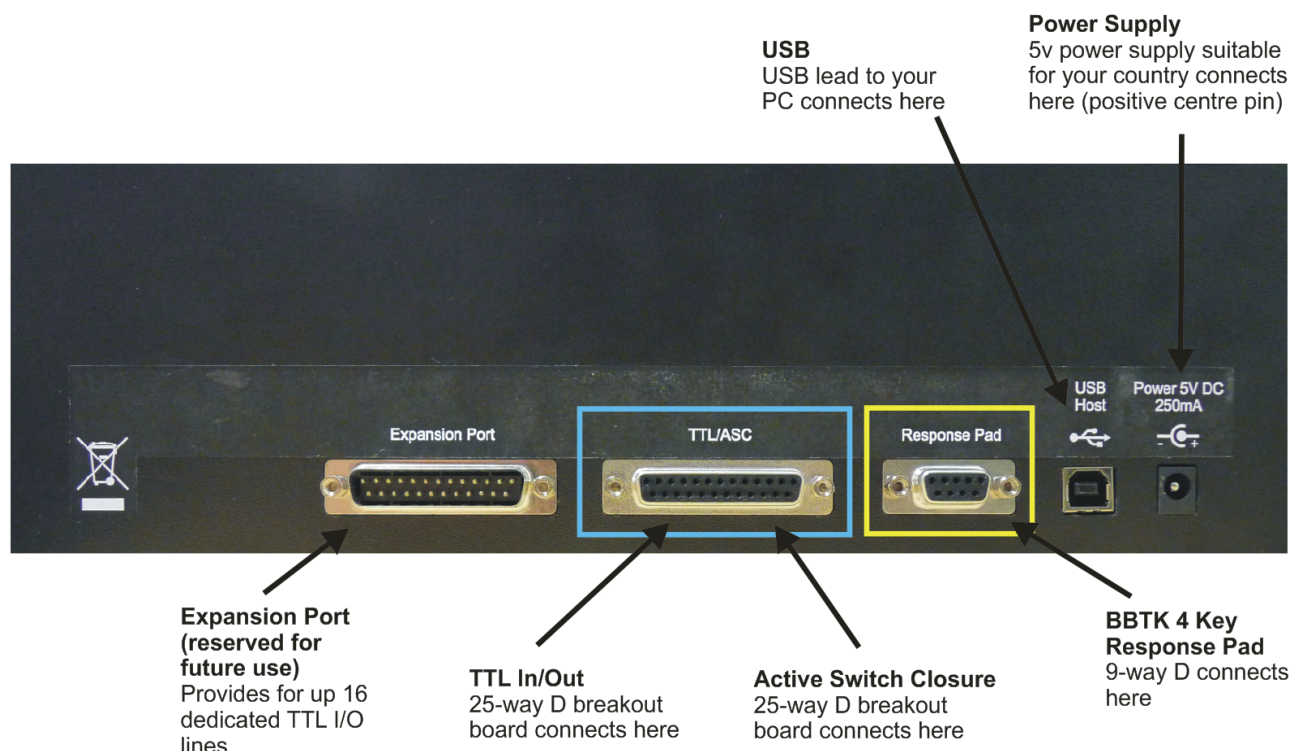 USB
USB lead to your
PC connects here
Power Supply
5v power supply suitable
for your country connects
here (positive centre pin)
USB
Host
Power 5V DC
250mA
- +
Expansion Port
TTL/ASC
Response Pad
Expansion Port
(reserved for
future use)
Provides for up 16
dedicated TTL I/O
lines
TTL In/Out
25-way D breakout
board connects here
Active Switch Closure
25-way D breakout
board connects here
BBTK 4 Key
Response Pad
9-way D connects
here